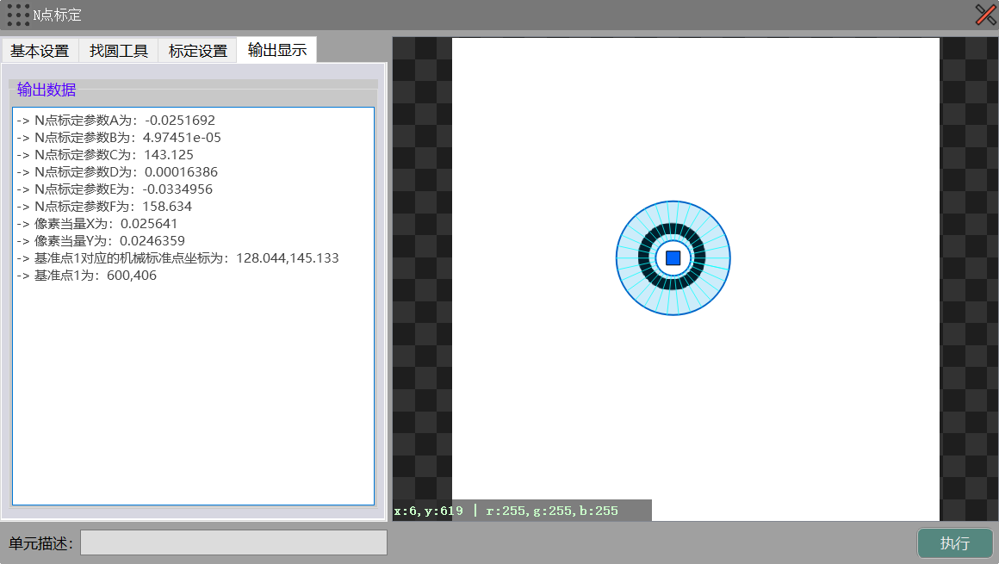 N点标定
基本设置 找圆工具 标定设置 输出显示
输出数据
-> N点标定参数A为：-0.0251692
-> N点标定参数B为：4.97451e-05
-> N点标定参数C为：143.125
-> N点标定参数D为：0.00016386
-> N点标定参数E为：-0.0334956
-> N点标定参数F为：158.634
-> 像素当量X为：0.025641
-> 像素当量Y为：0.0246359
-> 基准点1对应的机械标准点坐标为：128.044,145.133
-> 基准点1为：600,406
x:6,y:619 | r:255,g:255,b:255
单元描述：
执行